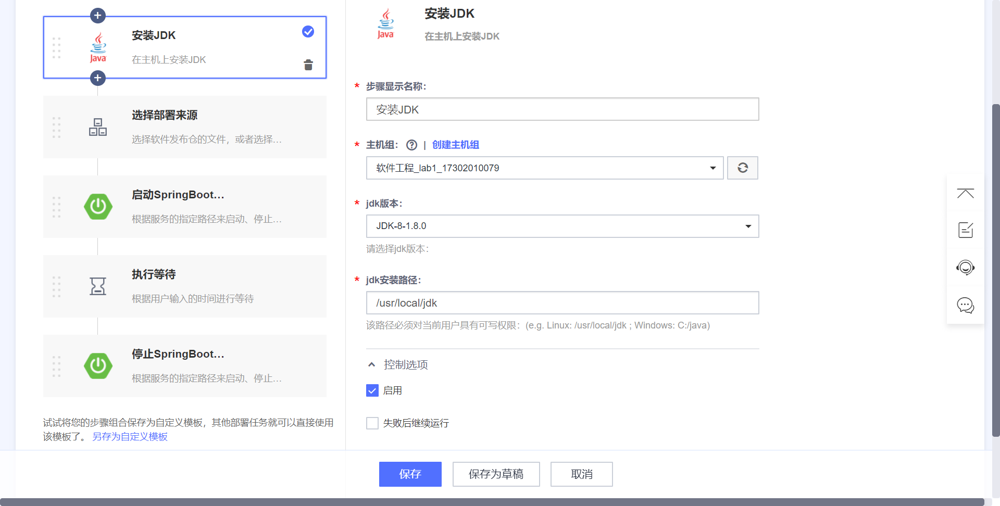 安装JDK
在主机上安装JDK
Java
选择部署来源
选择软件发布仓的文件，或者选择...
启动SpringBoot...
根据服务的指定路径来启动、停止...
执行等待
根据用户输入的时间进行等待
停止SpringBoot...
根据服务的指定路径来启动、停止...
试试将您的步骤组合保存为自定义模板，其他部署任务就可以直接使用
该模板了。 另存为自定义模板
Java
安装JDK
在主机上安装JDK
* 步骤显示名称：
安装JDK
* 主机组： ? | 创建主机组
软件工程_lab1_17302010079
* jdk版本：
JDK-8-1.8.0
请选择jdk版本：
* jdk安装路径：
/usr/local/jdk
该路径必须对当前用户具有可写权限：(e.g. Linux: /usr/local/jdk ; Windows: C:/java)
控制选项
启用
失败后继续运行
保存
保存为草稿
取消